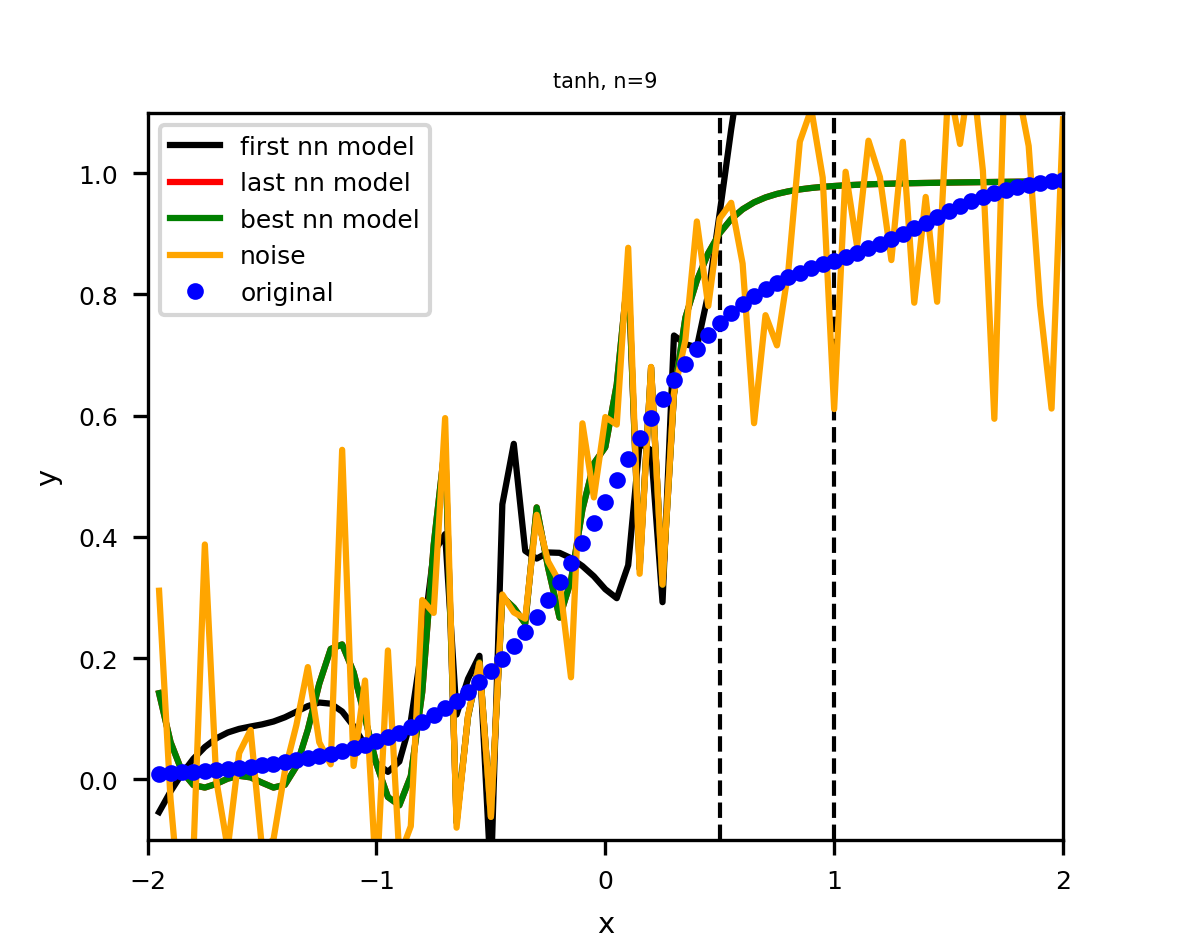 tanh, n=9
first nn model
last nn model
best nn model
noise
original
1.0
0.8
0.6
0.4
0.2
0.0
y
−2
−1
0
1
2
x